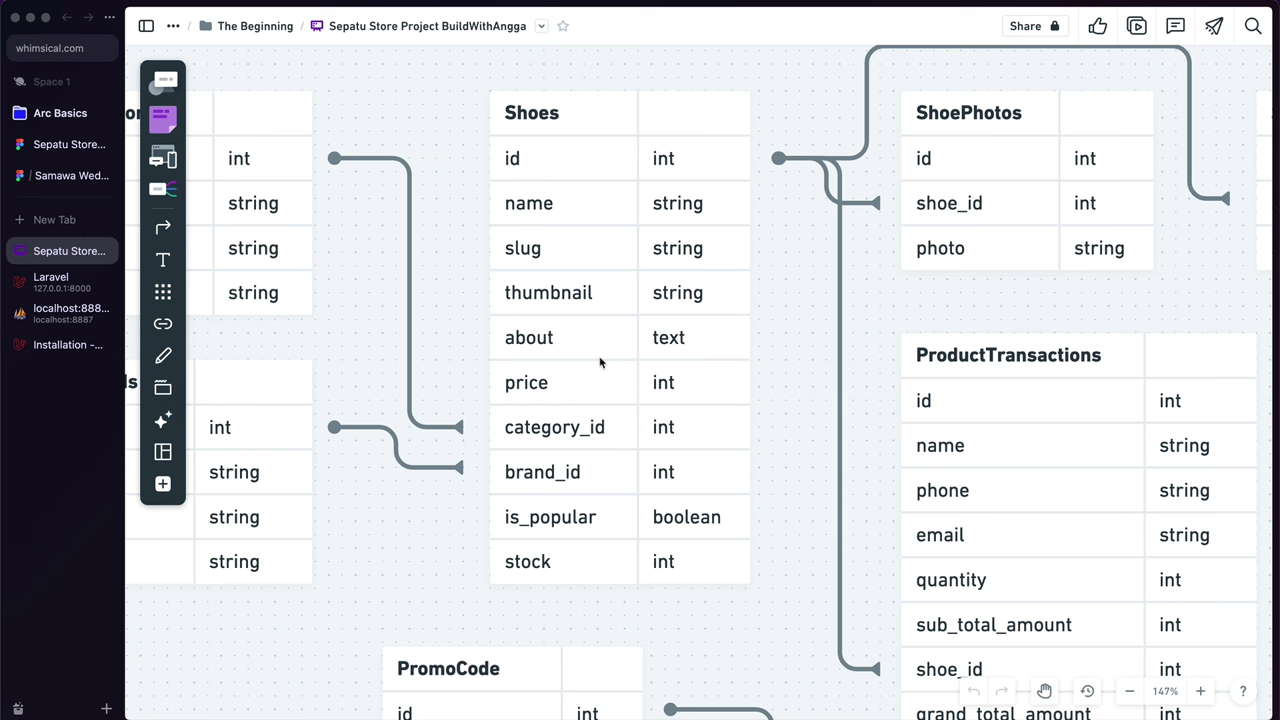 The Beginning / Sepatu Store Project BuildWithAngga
Share
whimsical.com
Space 1
Arc Basics
Sepatu Store...
/ Samawa Wed...
New Tab
Sepatu Store...
Laravel
127.0.0.1:8000
localhost:888...
localhost:8887
Installation -...
int
string
string
string
ls
int
string
string
string
Shoes
id int
name string
slug string
thumbnail string
about text
price int
category_id int
brand_id int
is_popular boolean
stock int
PromoCode
id int
ShoePhotos
id int
shoe_id int
photo string
ProductTransactions
id int
name string
phone string
email string
quantity int
sub_total_amount int
shoe_id int
grand_total_amount int
147%
?